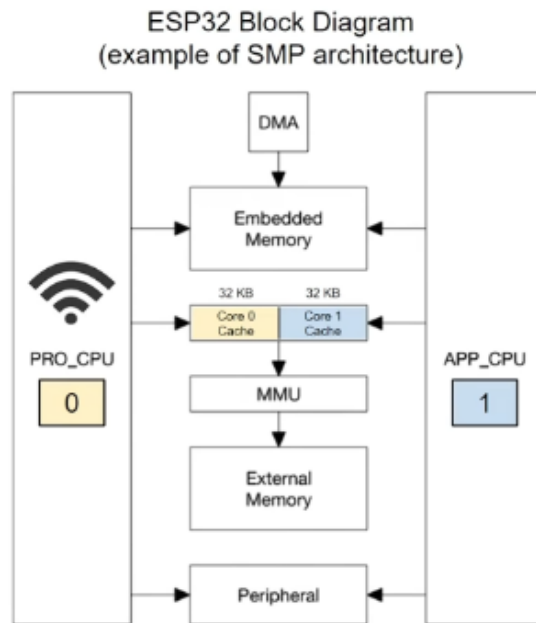 ESP32 Block Diagram
(example of SMP architecture)
DMA
Embedded
Memory
32 KB
32 KB
Core 0
Cache
Core 1
Cache
PRO_CPU
0
APP_CPU
1
MMU
External
Memory
Peripheral